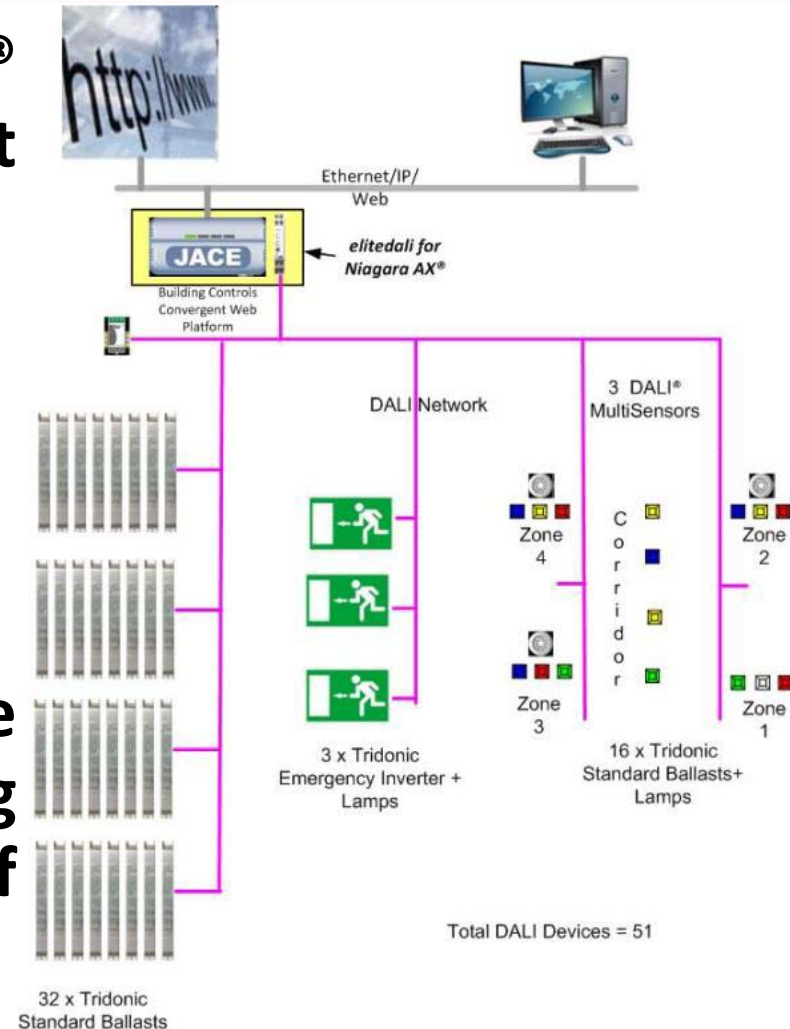 ®
http://www.
t
Ethernet/IP/
Web
JACE
elitedali for
Niagara AX®
Building Controls
Convergent Web
Platform
3 DALI®
MultiSensors
DALI Network
Corridor
Zone
4
Zone
2
Zone
3
Zone
1
e
g
f
3 x Tridonic
Emergency Inverter +
Lamps
16 x Tridonic
Standard Ballasts+
Lamps
Total DALI Devices = 51
32 x Tridonic
Standard Ballasts